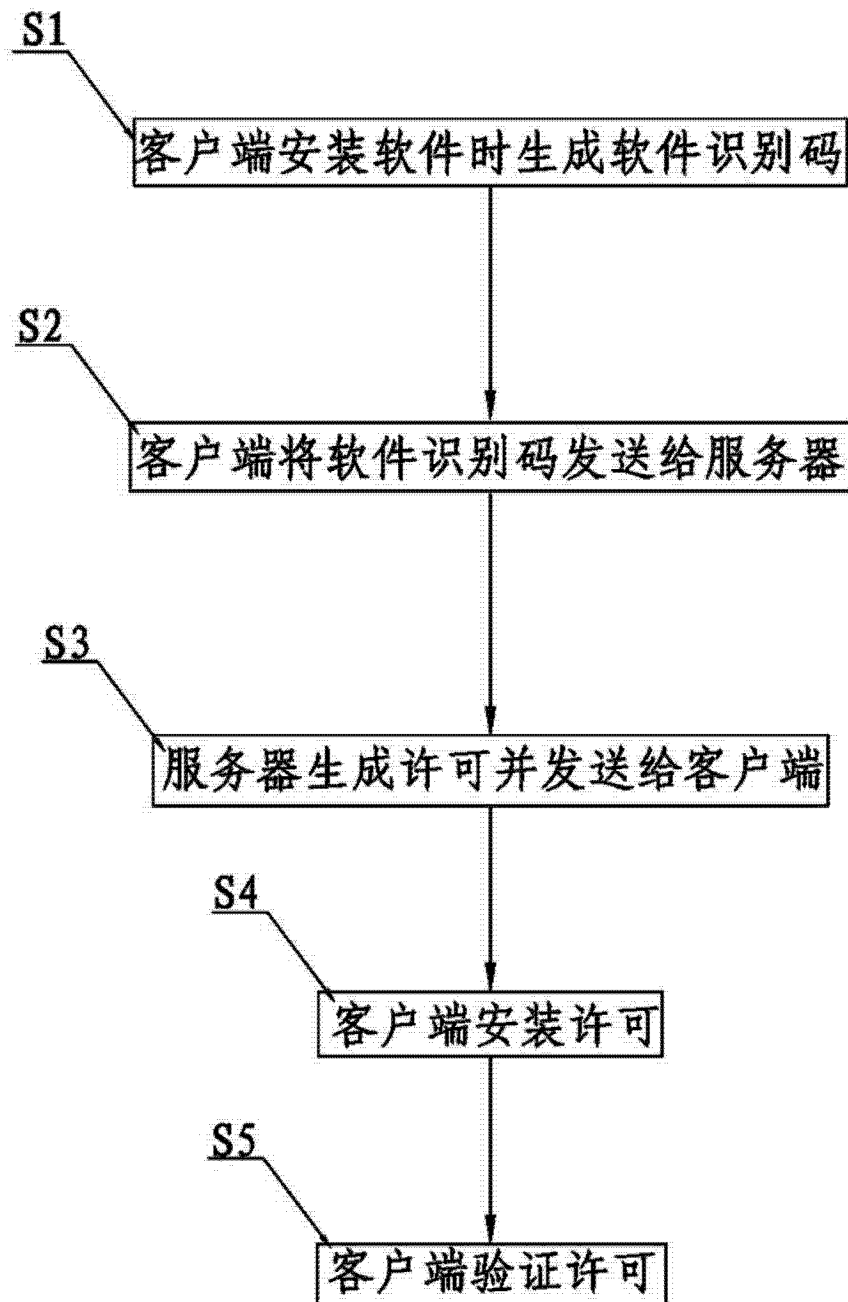 S1
客户端安装软件时生成软件识别码
S2
客户端将软件识别码发送给服务器
S3
服务器生成许可并发送给客户端
S4
客户端安装许可
S5
客户端验证许可